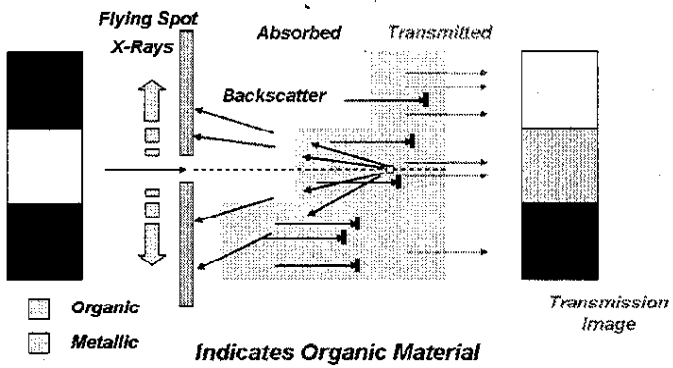 Flying Spot
X-Rays
Absorbed
Transmitted
Backscatter
Organic
Metallic
Transmission
Image
Indicates Organic Material